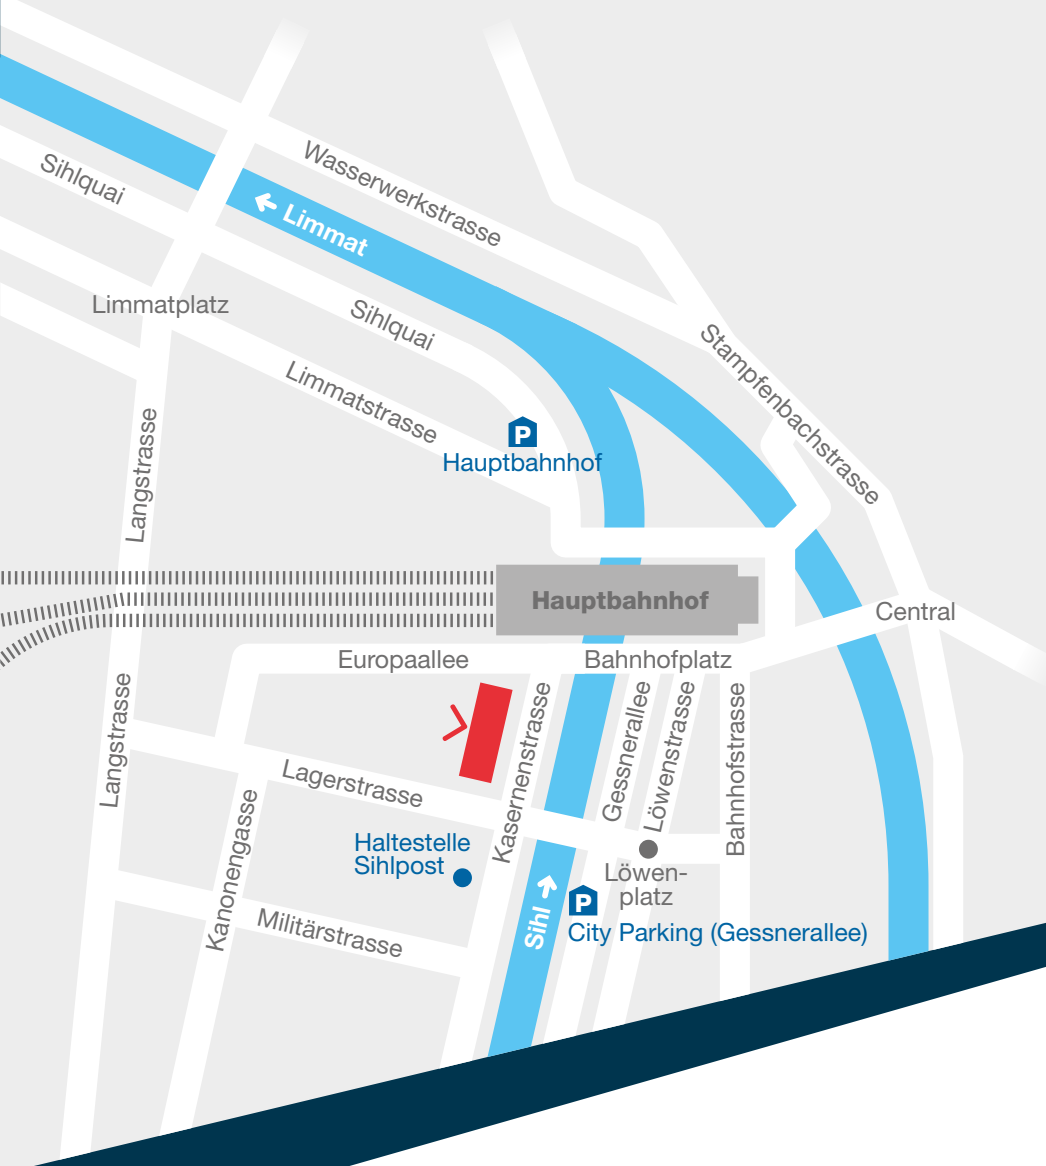 Wasserwerkstrasse
Sihlquai
← Limmat
Limmatplatz
Sihlquai
Stampfenbachstrasse
Limmatstrasse
Langstrasse
P
Hauptbahnhof
Hauptbahnhof
Central
Europaallee
Bahnhofplatz
Langstrasse
Kasernenstrasse
Gessnerallee
Löwenstrasse
Bahnhofstrasse
Lagerstrasse
Kanonengasse
Haltestelle
Sihlpost
Löwen-
platz
Militärstrasse
Sihl →
P
City Parking (Gessnerallee)